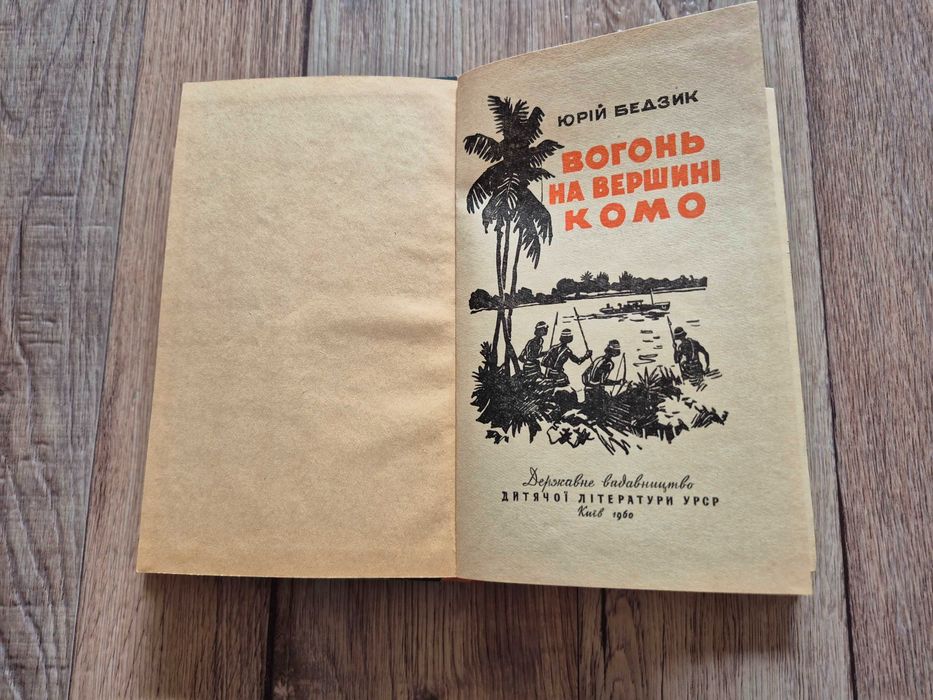 ЮРІЙ БЕДЗИК
ВОГОНЬ
НА ВЕРШИНІ
КОМО
Державне видавництво
ДИТЯЧОЇ ЛІТЕРАТУРИ УРСР
Київ 1960